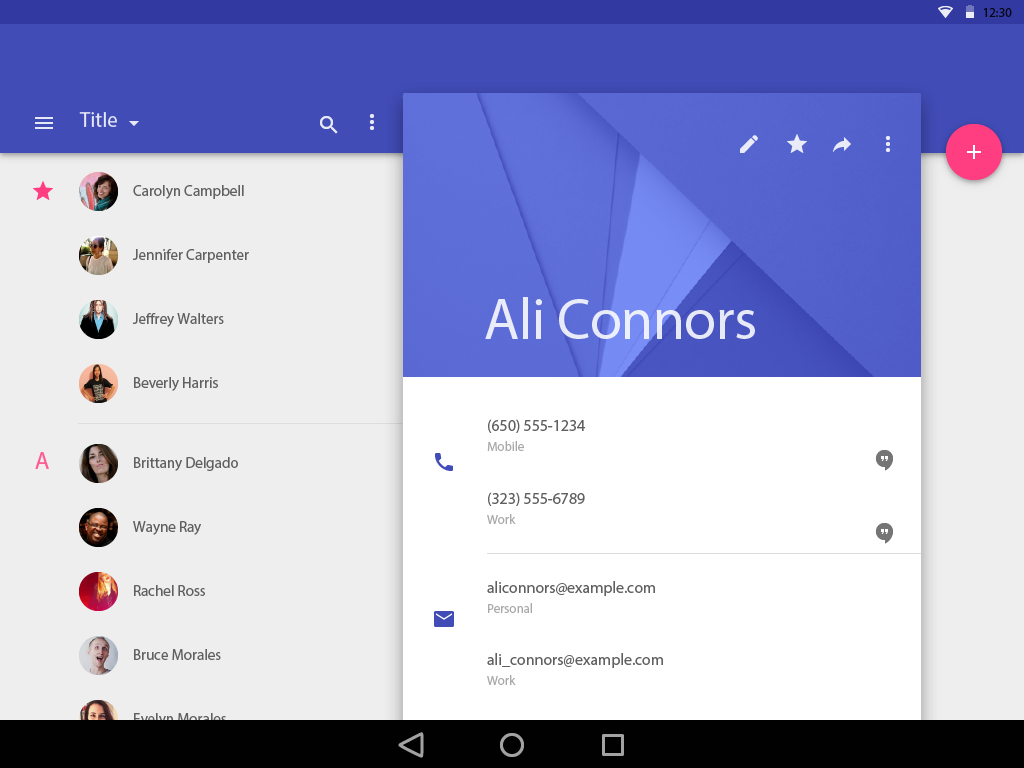 12:30
Title
Carolyn Campbell
Jennifer Carpenter
Jeffrey Walters
Beverly Harris
A
Brittany Delgado
Wayne Ray
Rachel Ross
Bruce Morales
Evelyn Morales
Ali Connors
(650) 555-1234
Mobile
(323) 555-6789
Work
aliconnors@example.com
Personal
ali_connors@example.com
Work